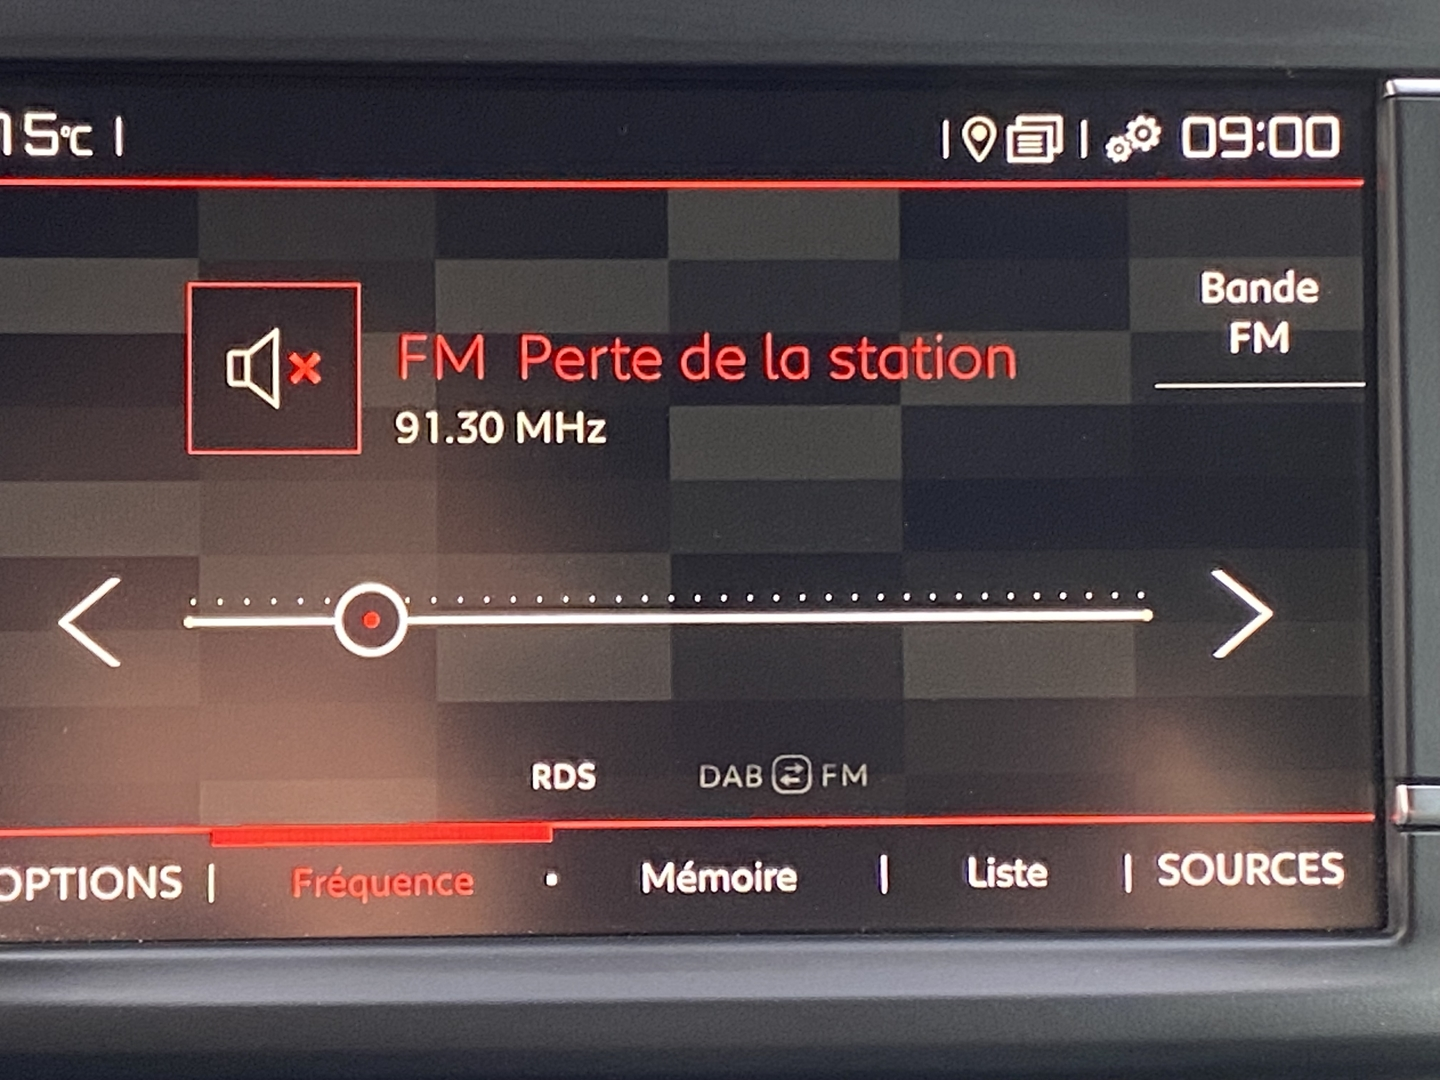 15°C
09:00
Bande
FM
FM Perte de la station
91.30 MHz
RDS
DAB FM
OPTIONS
Fréquence
Mémoire
Liste
SOURCES